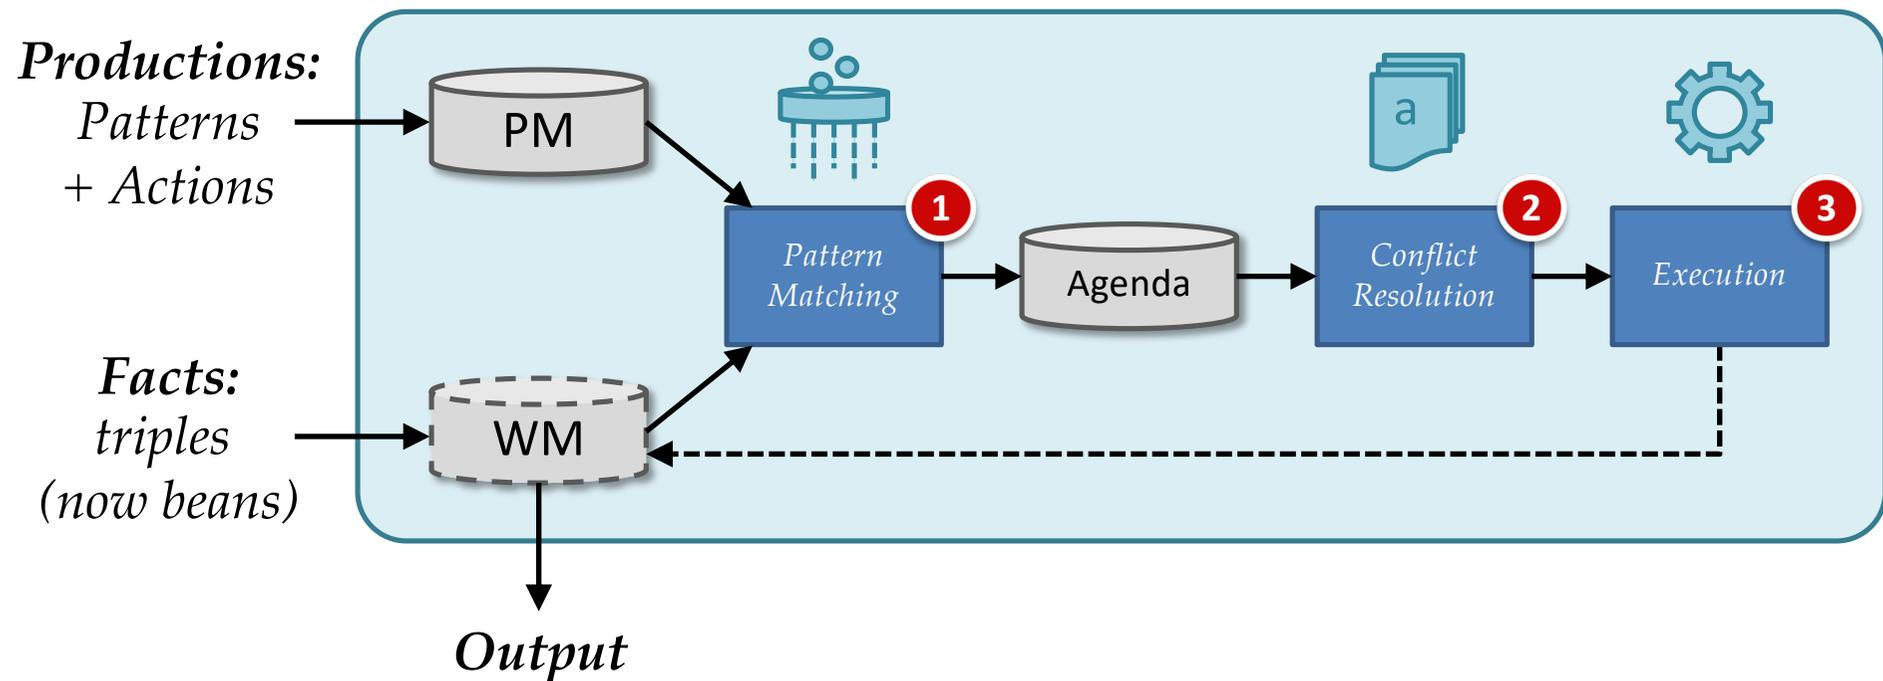 Productions:
Patterns
+ Actions
PM
a
1
2
3
Pattern
Matching
Agenda
Conflict
Resolution
Execution
Facts:
triples
(now beans)
WM
Output